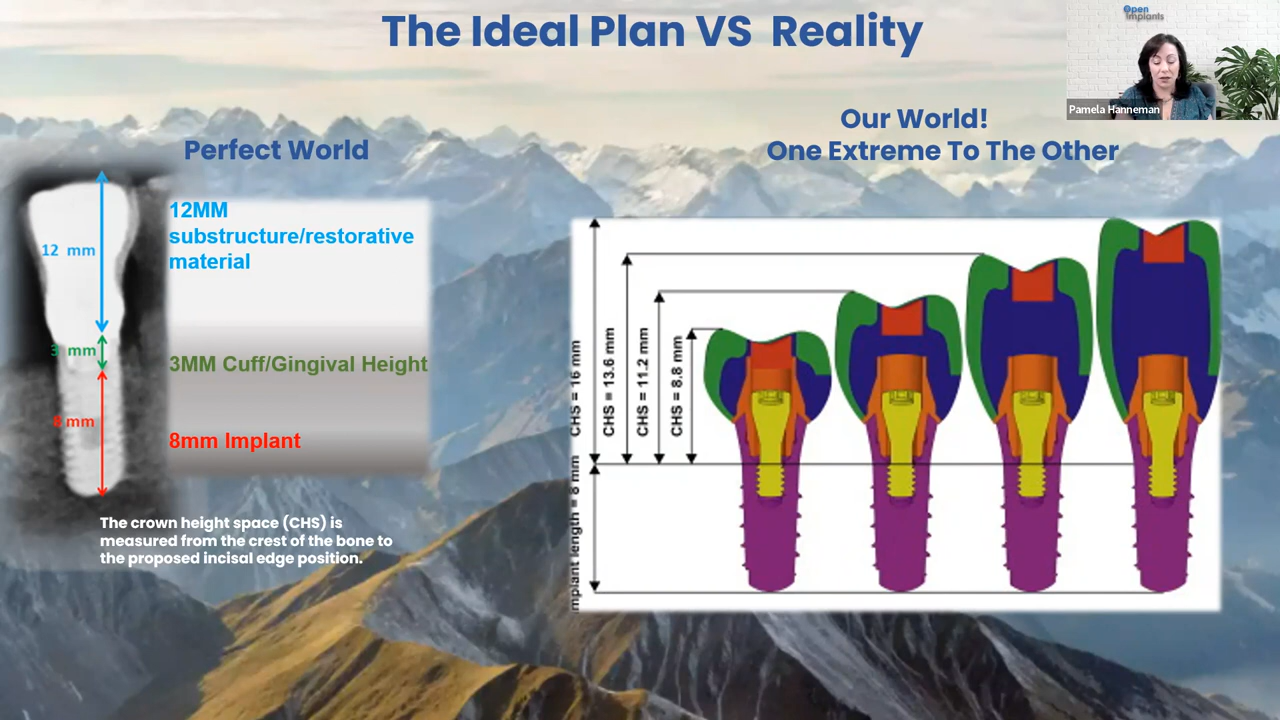 The Ideal Plan VS Reality
Open
Implants
Pamela Hanneman
Perfect World
Our World!
One Extreme To The Other
12MM
substructure/restorative
material
12 mm
3 mm
3MM Cuff/Gingival Height
8 mm
8mm Implant
The crown height space (CHS) is
measured from the crest of the bone to
the proposed incisal edge position.
CHS = 16 mm
CHS = 13.6 mm
CHS = 11.2 mm
CHS = 8.8 mm
mplant length = 8 mm